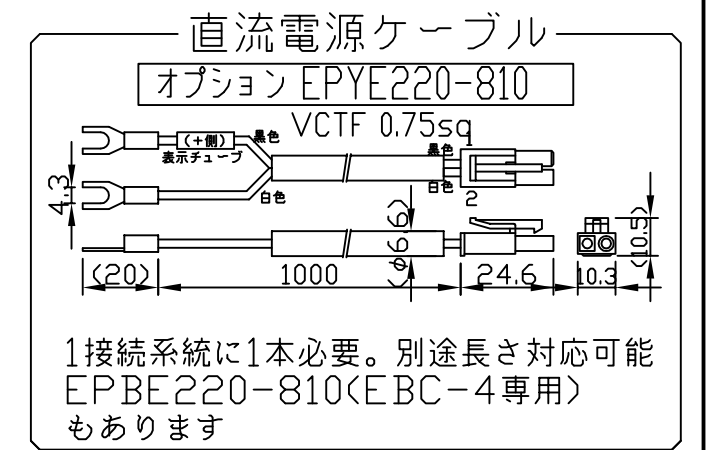 直流電源ケーブル
オプション EPYE220-810
VCTF 0.75sq
(+側)
黒色
表示チューブ
白色
黒色
1
白色
2
4.3
(20)
1000
(φ6.6)
24.6
10.3
(10.5)
1接続系統に1本必要。別途長さ対応可能
EPBE220-810(EBC-4専用)
もあります